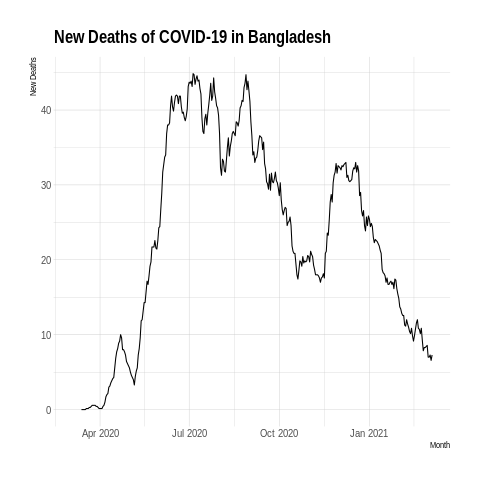 New Deaths of COVID-19 in Bangladesh
New Deaths
40
30
20
10
0
Apr 2020 Jul 2020 Oct 2020 Jan 2021
Month